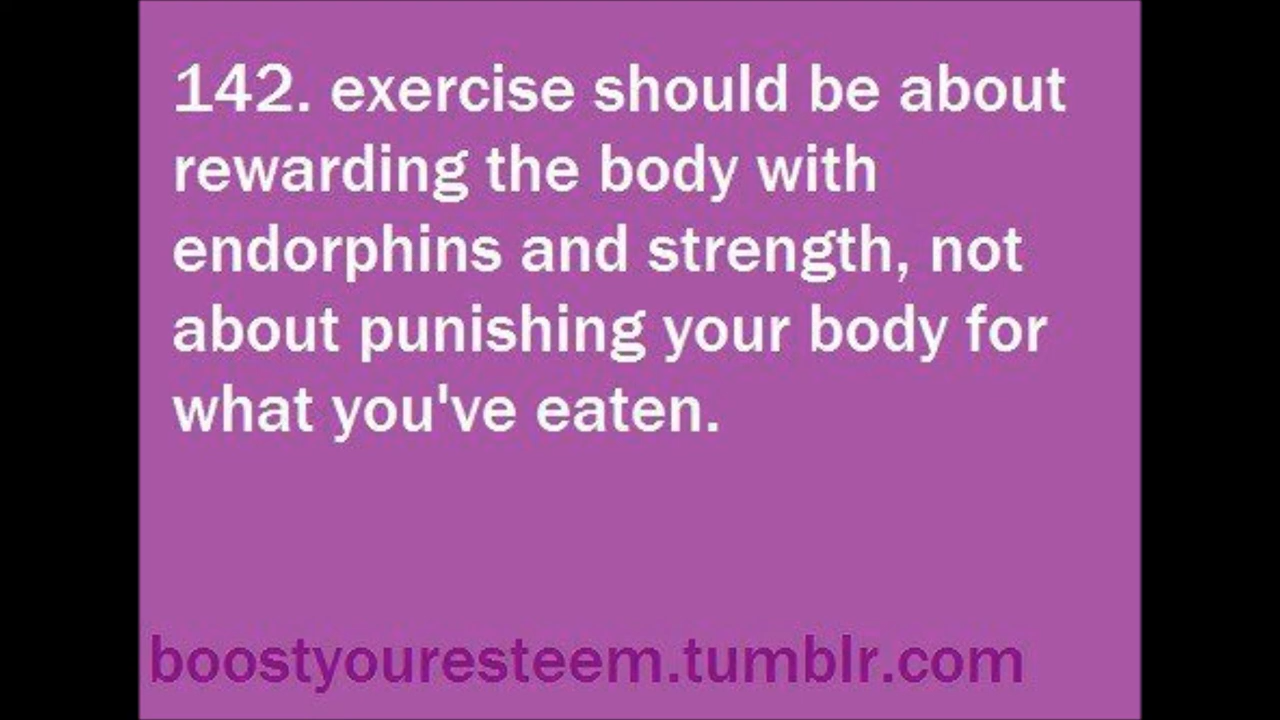 142. exercise should be about
rewarding the body with
endorphins and strength, not
about punishing your body for
what you've eaten.
boostyouresteem.tumblr.com